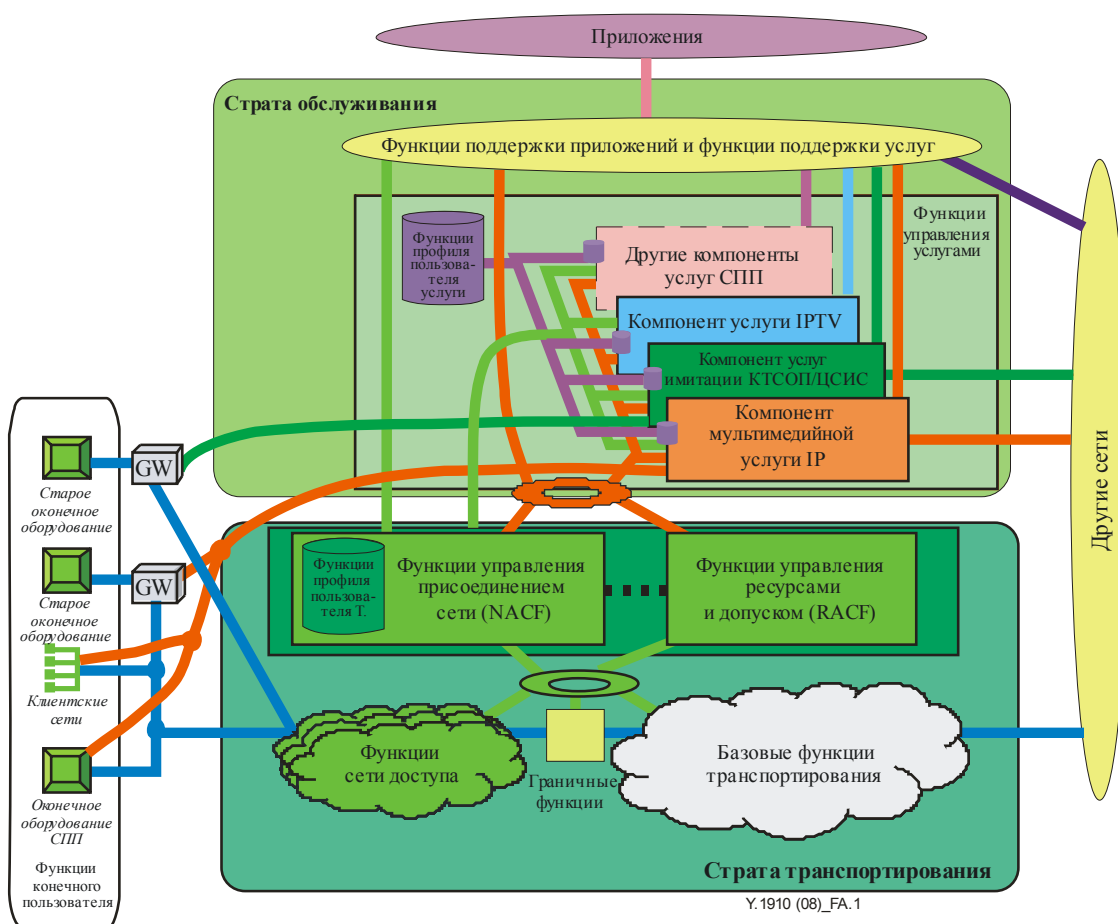 Приложения
Страта обслуживания
Функции поддержки приложений и функции поддержки услуг
Функции
управления
услугами
Функции
профиля
пользова-
теля
услуги
Другие компоненты
услуг СПП
Компонент услуги IPTV
Компонент услуг
имитации КТСОП/ЦСИС
Компонент
мультимедийной
услуги IP
Другие сети
GW
Старое
оконечное
оборудование
GW
Старое
оконечное
оборудование
Клиентские
сети
Оконечное
оборудование
СПП
Функции
конечного
пользователя
Функции
профиля
пользова-
теля Т.
Функции управления
присоединением
сети (NACF)
Функции управления
ресурсами
и допуском (RACF)
Функции
сети доступа
Граничные
функции
Базовые функции
транспортирования
Страта транспортирования
Y.1910 (08)_FA.1